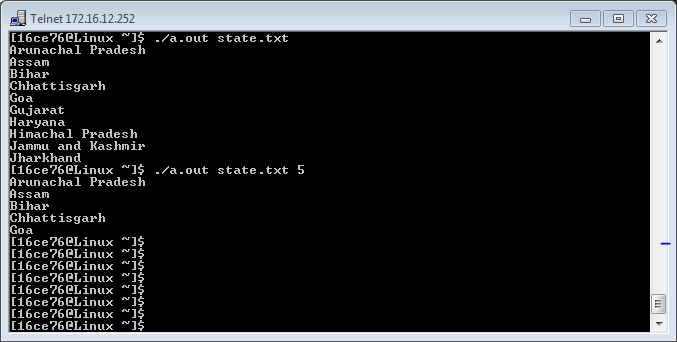 Telnet 172.16.12.252
[16ce76@Linux ~]$ ./a.out state.txt
Arunachal Pradesh
Assam
Bihar
Chhattisgarh
Goa
Gujarat
Haryana
Himachal Pradesh
Jammu and Kashmir
Jharkhand
[16ce76@Linux ~]$ ./a.out state.txt 5
Arunachal Pradesh
Assam
Bihar
Chhattisgarh
Goa
[16ce76@Linux ~]$
[16ce76@Linux ~]$
[16ce76@Linux ~]$
[16ce76@Linux ~]$
[16ce76@Linux ~]$
[16ce76@Linux ~]$
[16ce76@Linux ~]$
[16ce76@Linux ~]$